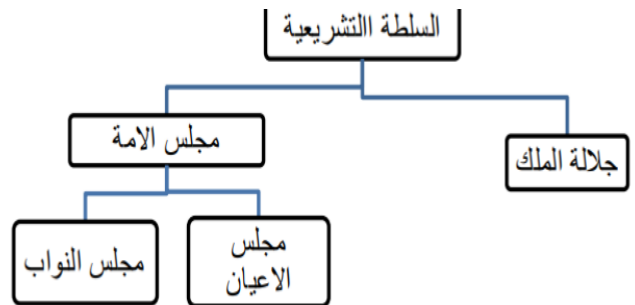 السلطة االتشريعية
مجلس الامة
جلالة الملك
مجلس
الاعيان
مجلس النواب